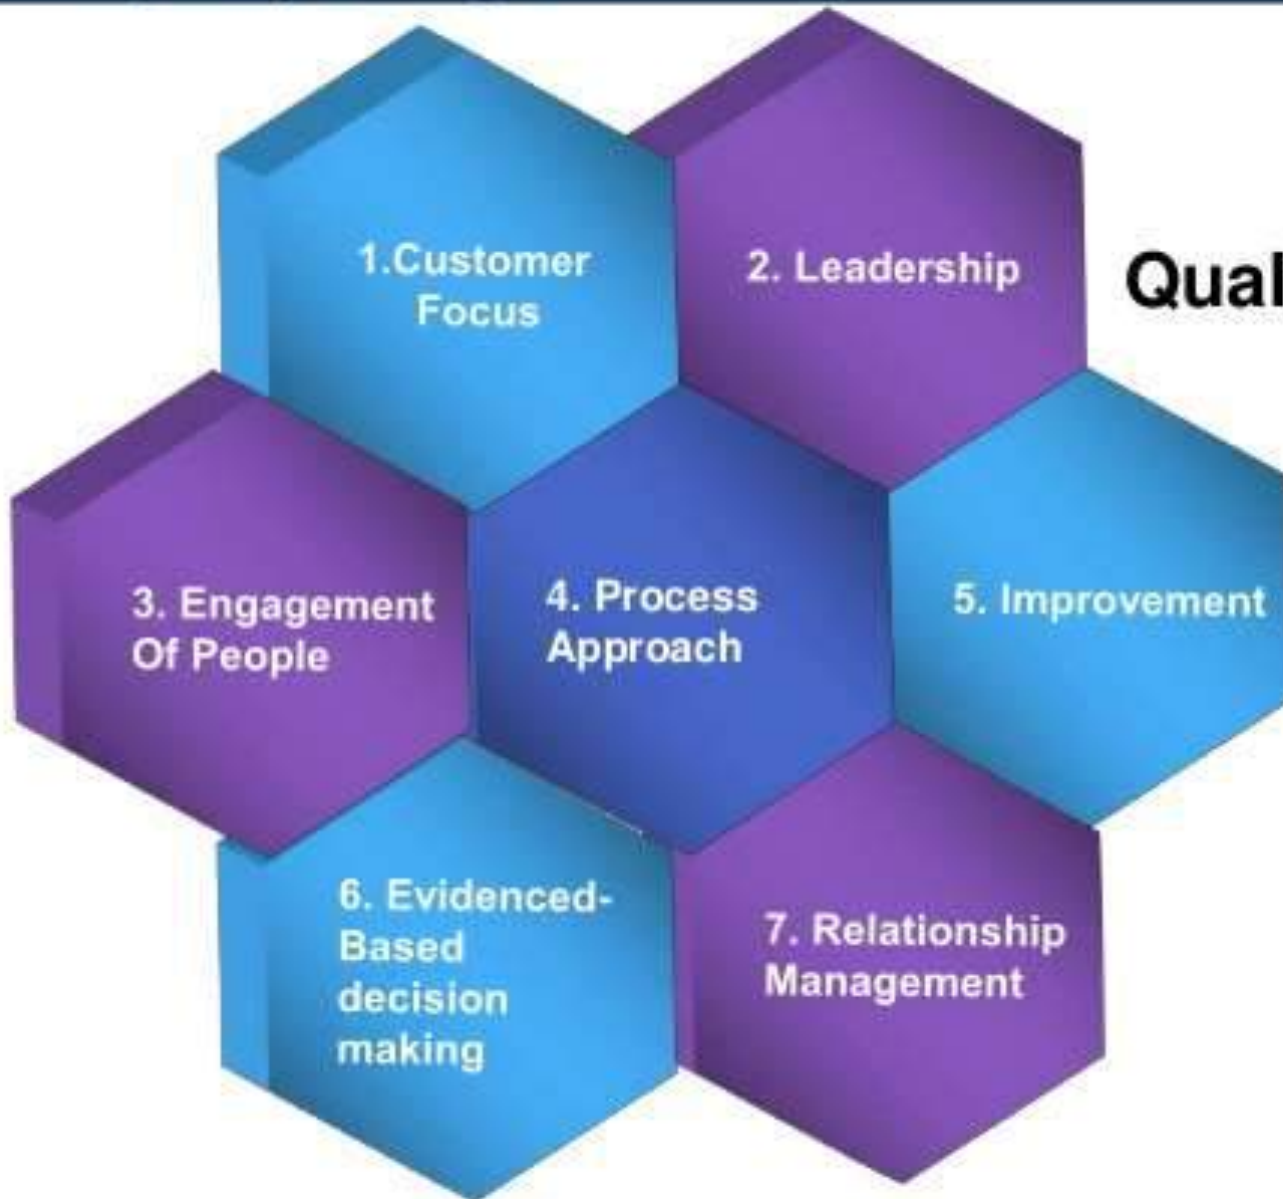 1.Customer
Focus
2. Leadership
Qual
3. Engagement
Of People
4. Process
Approach
5. Improvement
6. Evidenced-
Based
decision
making
7. Relationship
Management